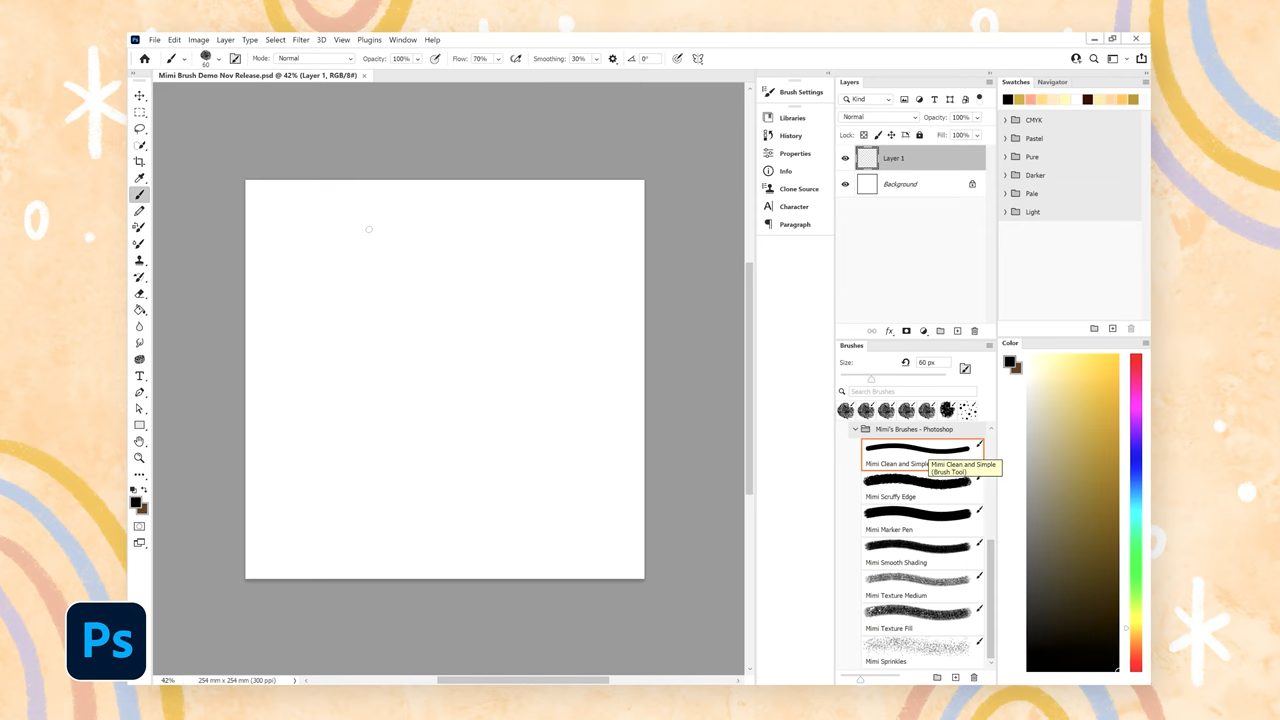 File Edit Image Layer Type Select Filter 3D View Plugins Window Help
60 Mode: Normal Opacity: 100% Flow: 70% Smoothing: 30% 0°
Mimi Brush Demo Nov Release.psd @ 42% (Layer 1, RGB/8#) ×
Brush Settings
Libraries
History
Properties
Info
Clone Source
Character
Paragraph
Layers
Kind
Normal Opacity: 100%
Lock: Fill: 100%
Layer 1
Background
fx
Brushes
Size: 60 px
Search Brushes
Mimi's Brushes - Photoshop
Mimi Clean and Simple
Mimi Clean and Simple
(Brush Tool)
Mimi Scruffy Edge
Mimi Marker Pen
Mimi Smooth Shading
Mimi Texture Medium
Mimi Texture Fill
Mimi Sprinkles
Swatches Navigator
CMYK
Pastel
Pure
Darker
Pale
Light
Color
42% 254 mm x 254 mm (300 ppi)
Ps